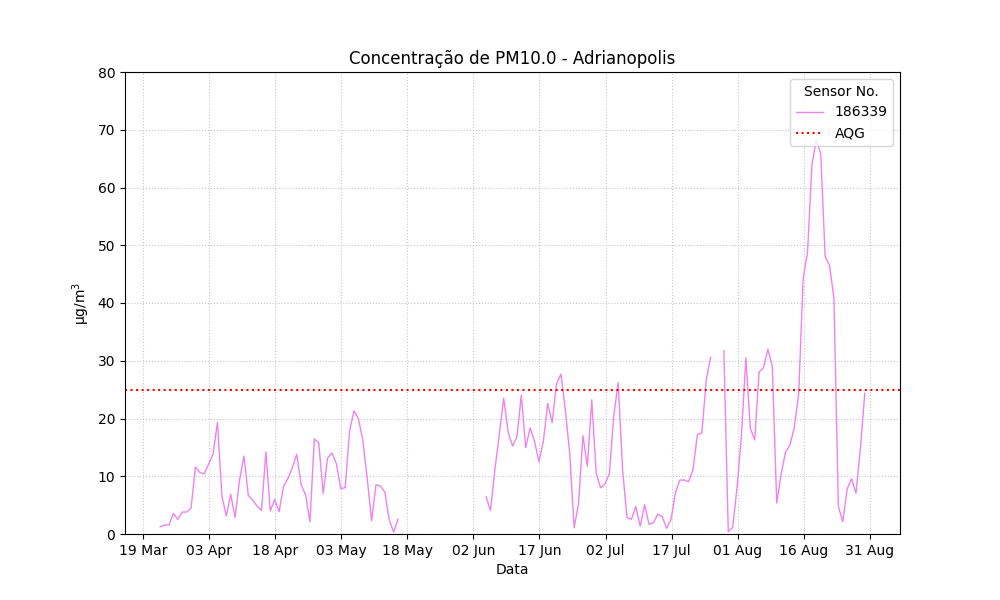 Concentração de PM10.0 - Adrianopolis
Sensor No.
186339
AQG
80
70
60
50
40
30
20
10
0
µg/m³
19 Mar
03 Apr
18 Apr
03 May
18 May
02 Jun
17 Jun
02 Jul
17 Jul
01 Aug
16 Aug
31 Aug
Data